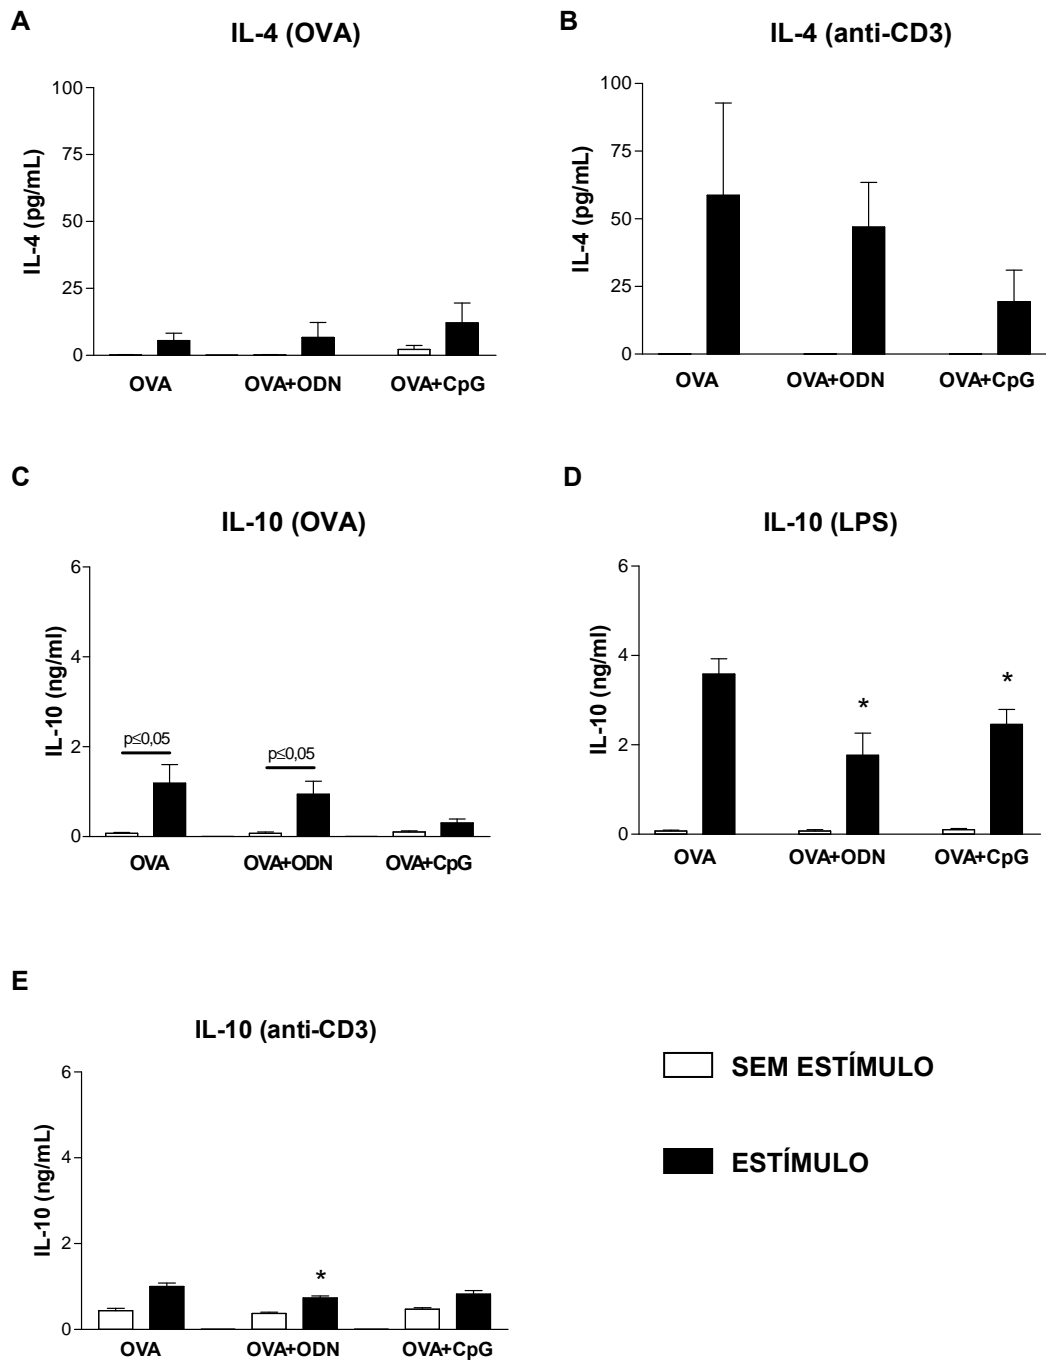 A
IL-4 (OVA)
IL-4 (pg/mL)
100
75
50
25
0
OVA
OVA+ODN
OVA+CpG
B
IL-4 (anti-CD3)
IL-4 (pg/mL)
100
75
50
25
0
OVA
OVA+ODN
OVA+CpG
C
IL-10 (OVA)
IL-10 (ng/ml)
6
4
2
0
p≤0,05
p≤0,05
OVA
OVA+ODN
OVA+CpG
D
IL-10 (LPS)
IL-10 (ng/ml)
6
4
2
0
*
*
OVA
OVA+ODN
OVA+CpG
E
IL-10 (anti-CD3)
IL-10 (ng/mL)
6
4
2
0
*
OVA
OVA+ODN
OVA+CpG
SEM ESTÍMULO
ESTÍMULO